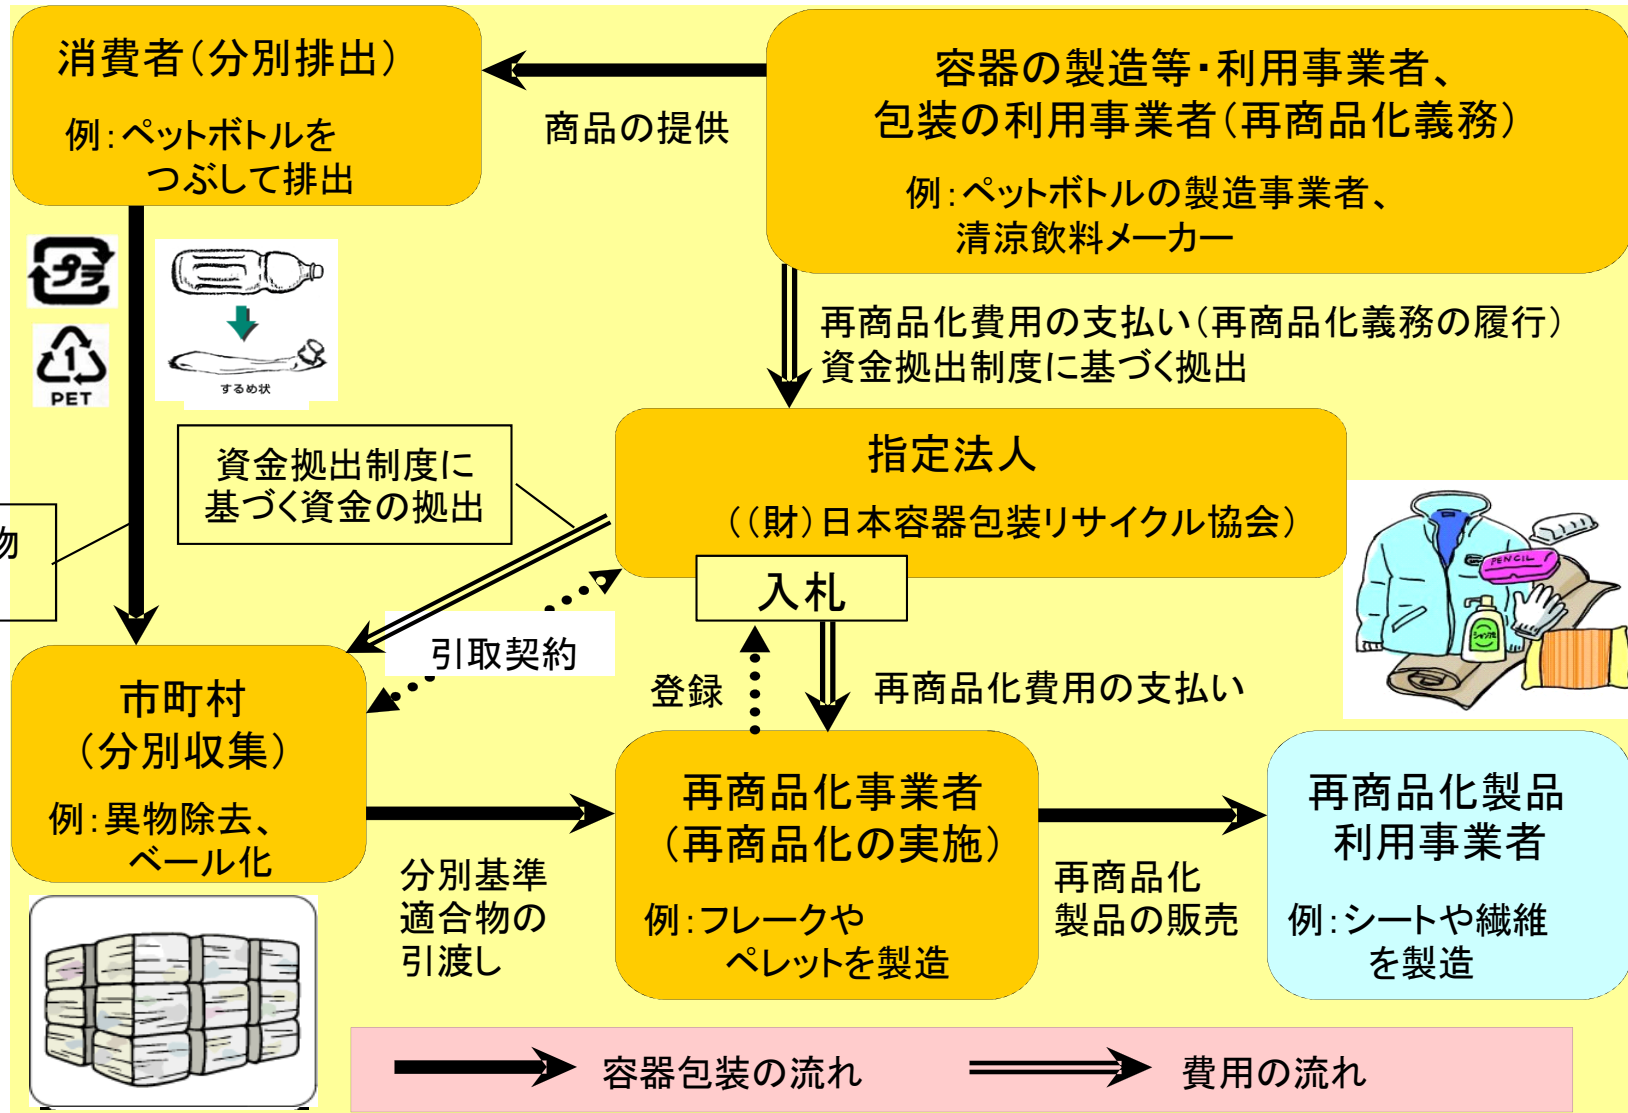 消費者(分別排出)
例:ペットボトルを
つぶして排出
商品の提供
容器の製造等・利用事業者、
包装の利用事業者(再商品化義務)
例:ペットボトルの製造事業者、
清涼飲料メーカー
プラ
1
PET
するめ状
再商品化費用の支払い(再商品化義務の履行)
資金拠出制度に基づく拠出
資金拠出制度に
基づく資金の拠出
物
指定法人
((財)日本容器包装リサイクル協会)
入札
引取契約
登録
再商品化費用の支払い
PENCIL
シャンプー
市町村
(分別収集)
例:異物除去、
ベール化
分別基準
適合物の
引渡し
再商品化事業者
(再商品化の実施)
例:フレークや
ペレットを製造
再商品化
製品の販売
再商品化製品
利用事業者
例:シートや繊維
を製造
容器包装の流れ
費用の流れ